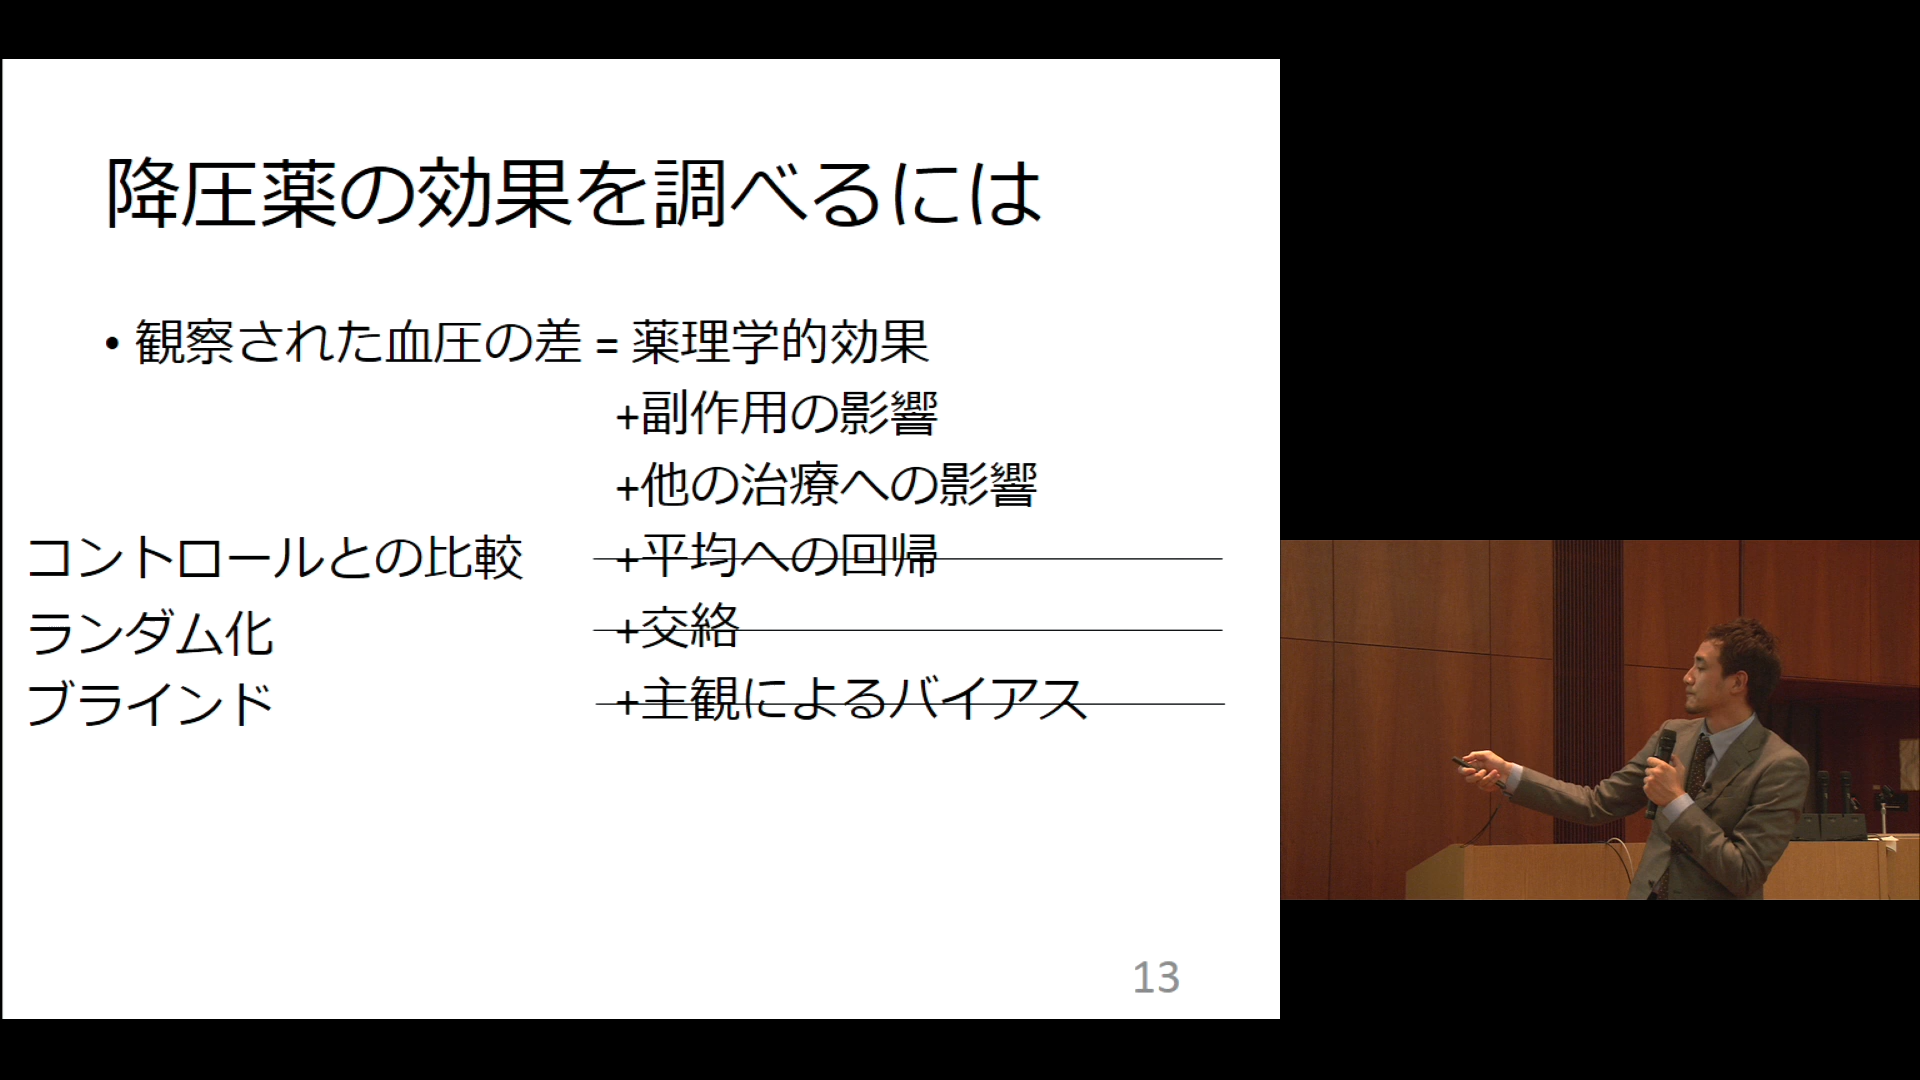 降圧薬の効果を調べるには
• 観察された血圧の差 = 薬理学的効果
+副作用の影響
+他の治療への影響
コントロールとの比較 +平均への回帰
ランダム化 +交絡
ブラインド +主観によるバイアス
13